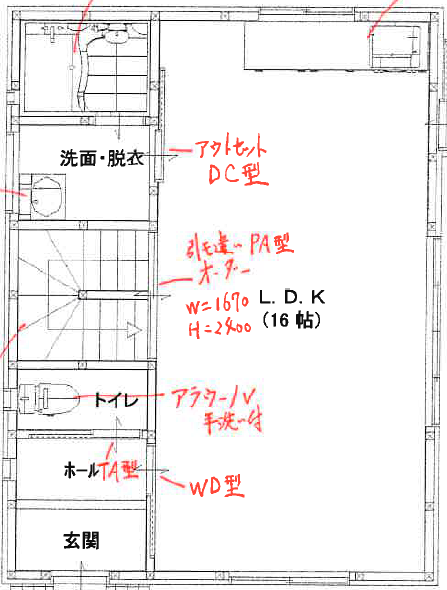 洗面・脱衣
アウトセット
DC型
引き違い PA型
オーダー
W=1670
H=2400
L.D.K
(16帖)
トイレ
アラウーノV
手洗い付
ホール
TA型
WD型
玄関